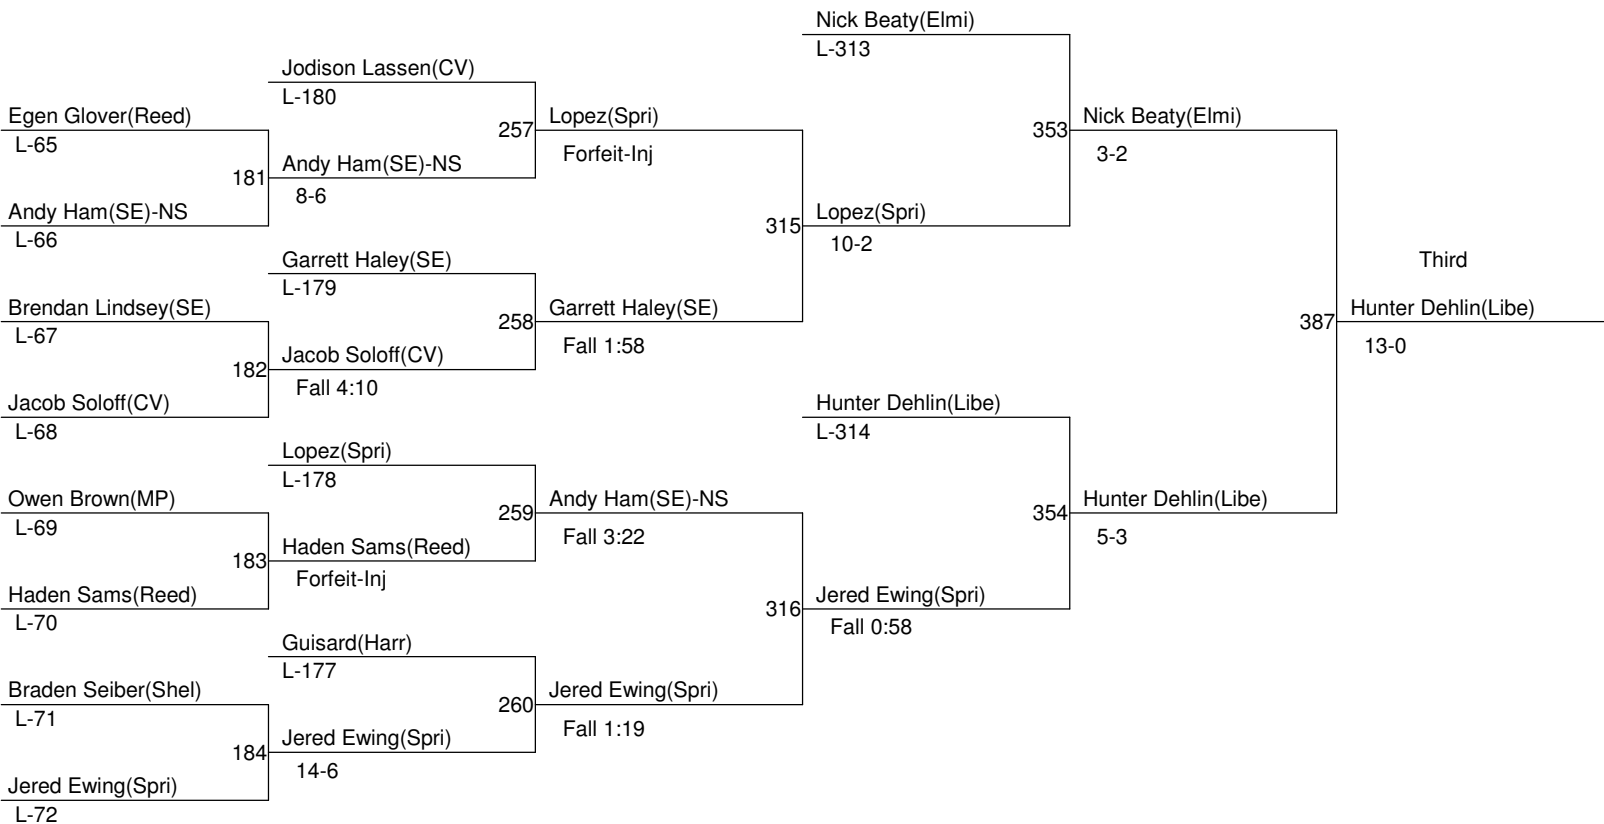 Nick Beaty(Elmi)
L-313
Jodison Lassen(CV)
L-180
Egen Glover(Reed)
L-65
257
Lopez(Spri)
Forfeit-Inj
353
Nick Beaty(Elmi)
3-2
181
Andy Ham(SE)-NS
8-6
Andy Ham(SE)-NS
L-66
315
Lopez(Spri)
10-2
Garrett Haley(SE)
L-179
Third
Brendan Lindsey(SE)
L-67
258
Garrett Haley(SE)
Fall 1:58
387
Hunter Dehlin(Libe)
13-0
182
Jacob Soloff(CV)
Fall 4:10
Jacob Soloff(CV)
L-68
Hunter Dehlin(Libe)
L-314
Lopez(Spri)
L-178
Owen Brown(MP)
L-69
259
Andy Ham(SE)-NS
Fall 3:22
354
Hunter Dehlin(Libe)
5-3
183
Haden Sams(Reed)
Forfeit-Inj
Haden Sams(Reed)
L-70
316
Jered Ewing(Spri)
Fall 0:58
Guisard(Harr)
L-177
Braden Seiber(Shel)
L-71
260
Jered Ewing(Spri)
Fall 1:19
184
Jered Ewing(Spri)
14-6
Jered Ewing(Spri)
L-72